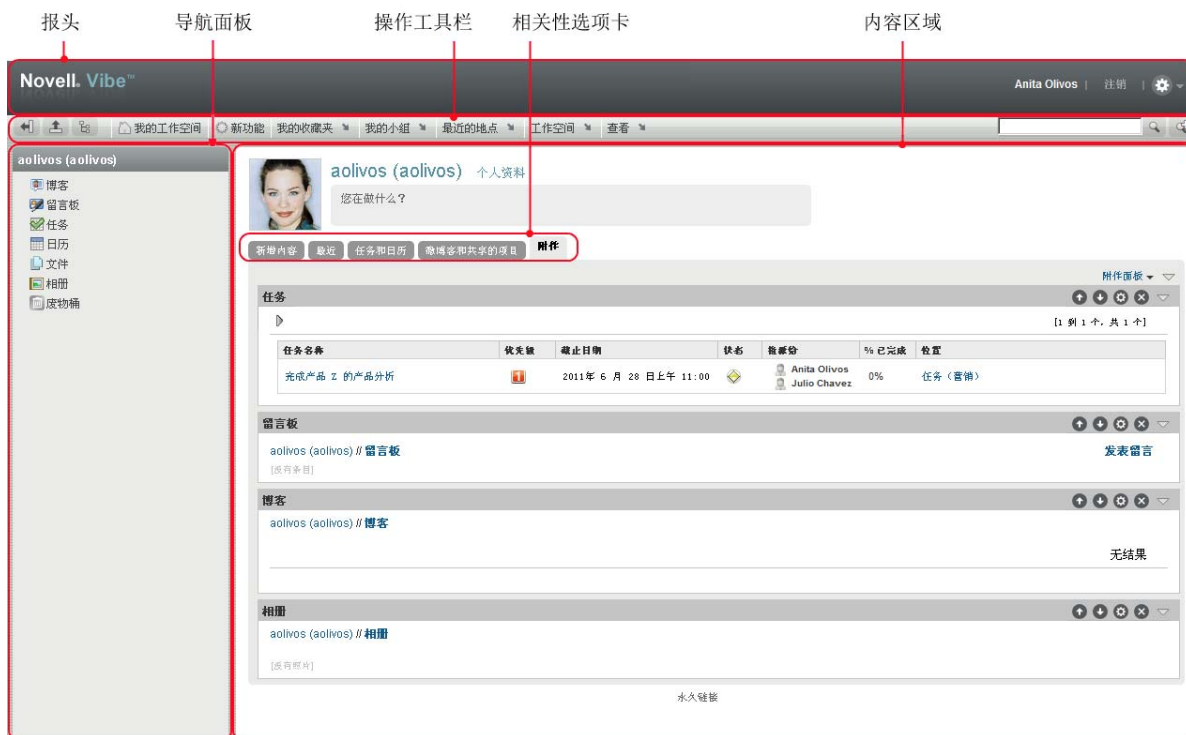 报头 导航面板 操作工具栏 相关性选项卡 内容区域
Novell. Vibe™
Anita Olivos | 注销 |
我的工作空间 新功能 我的收藏夹 我的小组 最近的地点 工作空间 查看
aolivos (aolivos)
博客
留言板
任务
日历
文件
相册
废物桶
aolivos (aolivos) 个人资料
您在做什么?
新增内容 最近 任务和日历 微博客和共享的项目 附件
附件面板
任务
[1 到 1 个，共 1 个]
任务名称 优先级 截止日期 状态 指派给 % 已完成 位置
完成产品 Z 的产品分析 2011年 6 月 28 日上午 11:00 Anita Olivos 0% 任务（营销）
Julio Chavez
留言板
aolivos (aolivos) // 留言板 发表留言
[没有条目]
博客
aolivos (aolivos) // 博客
无结果
相册
aolivos (aolivos) // 相册
[没有照片]
永久链接